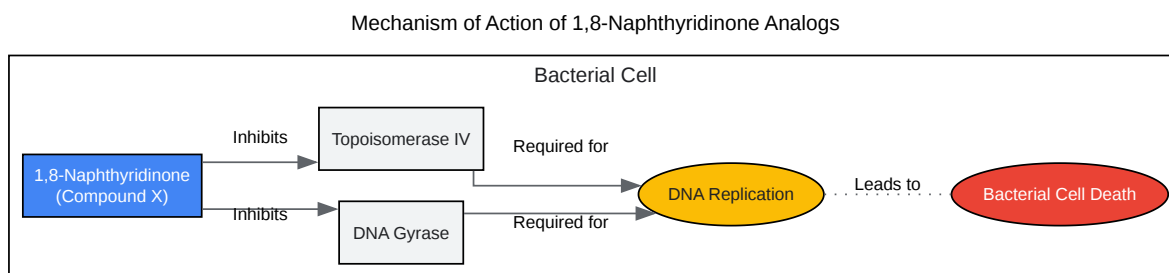 Mechanism of Action of 1,8-Naphthyridinone Analogs
Bacterial Cell
1,8-Naphthyridinone
(Compound X)
Inhibits
Inhibits
Topoisomerase IV
DNA Gyrase
Required for
Required for
DNA Replication
Leads to
Bacterial Cell Death